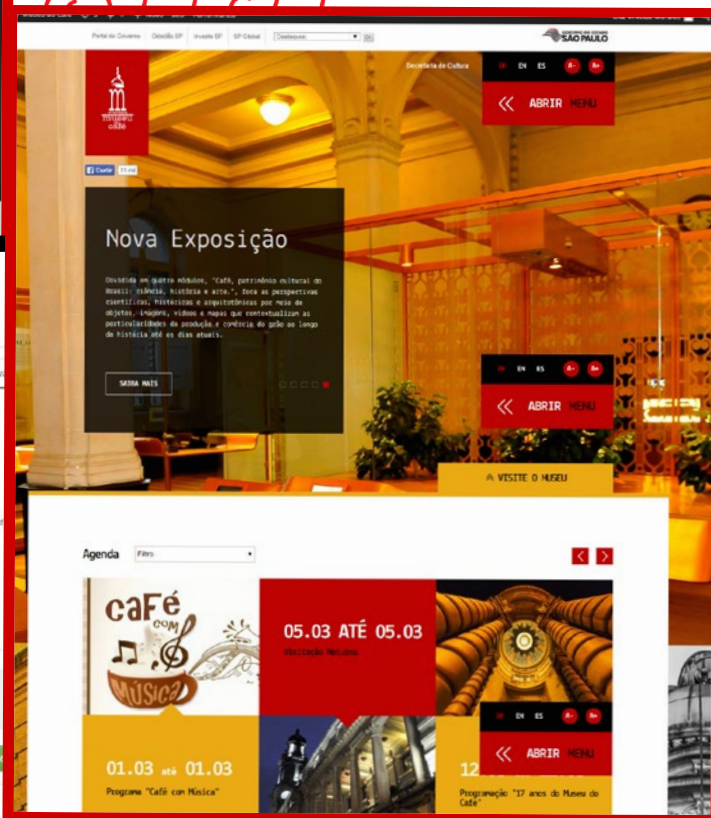 Portal do Governo Cidadão SP Investe SP SP Global Destaques:
GOVERNO DO ESTADO
SÃO PAULO
Secretaria de Cultura
EN ES A- A+
ABRIR MENU
museu
do
café
Curtir
Nova Exposição
Dividida em quatro módulos, "Café, patrimônio cultural do
Brasil: ciência, história e arte.", foca as perspectivas
científicas, históricas e arquitetônicas por meio de
objetos, imagens, vídeos e mapas que contextualizam as
particularidades da produção e comércio do grão ao longo
da história até os dias atuais.
SAIBA MAIS
EN ES A- A+
ABRIR MENU
VISITE O MUSEU
Agenda Filtro
café
com
música
05.03 ATÉ 05.03
Visitação Noturna
EN ES A- A+
ABRIR MENU
01.03 até 01.03
Programa "Café com Música"
12
Programação "17 anos do Museu do
Café"